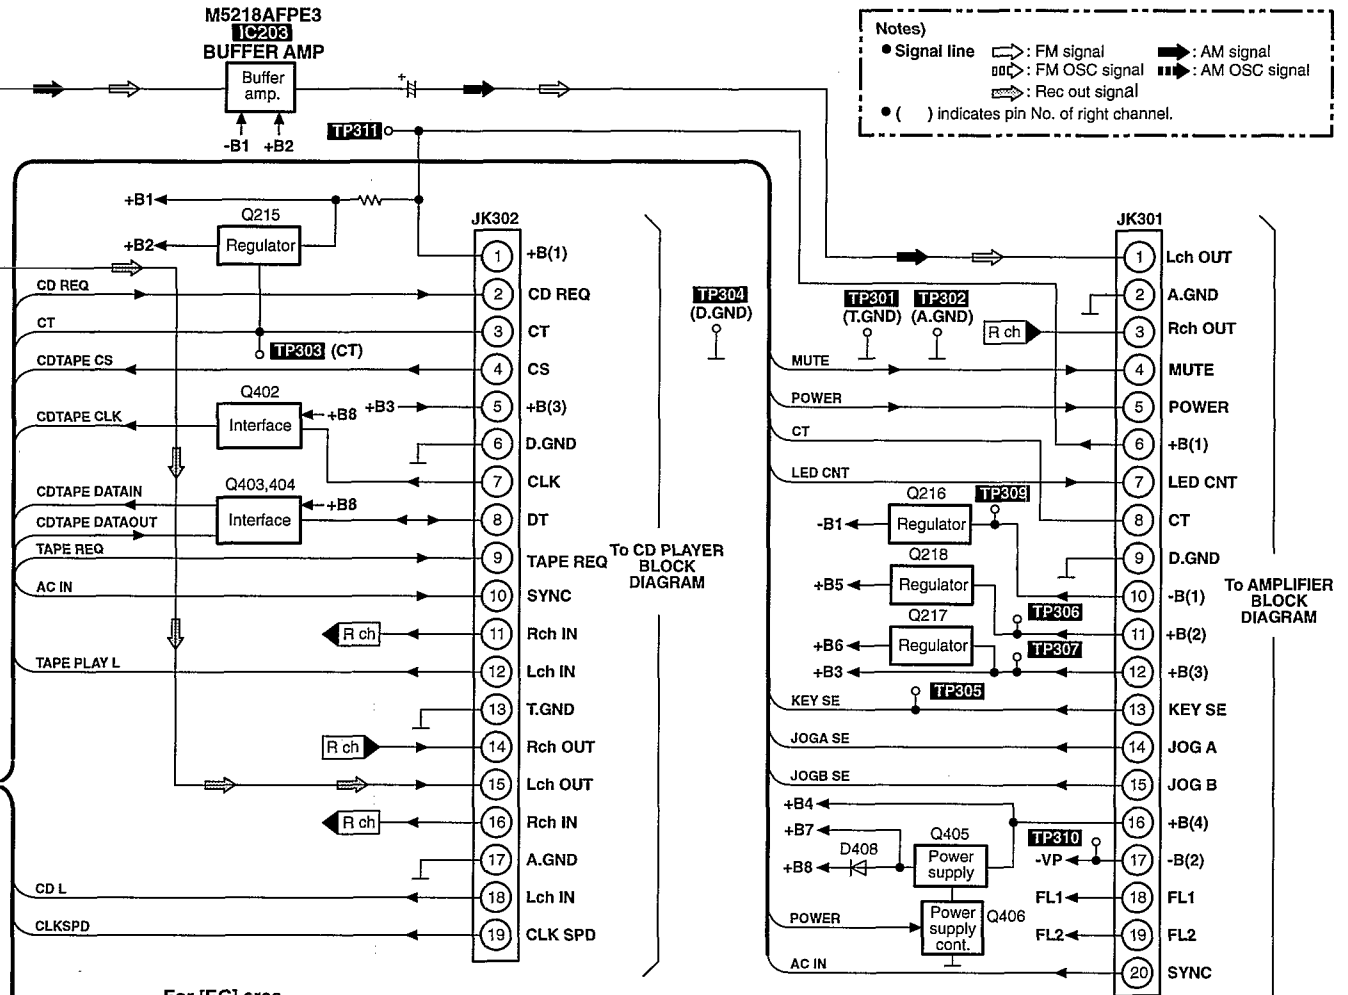 M5218AFPE3
IC203
BUFFER AMP
Buffer
amp.
-B1 +B2
Notes)
● Signal line
: FM signal
: AM signal
: FM OSC signal
: AM OSC signal
: Rec out signal
● ( ) indicates pin No. of right channel.
TP311
+B1
Q215
+B2
Regulator
CD REQ
CT
TP303 (CT)
CDTAPE CS
Q402
+B8
+B3
CDTAPE CLK
Interface
Q403,404
CDTAPE DATAIN
+B8
Interface
CDTAPE DATAOUT
TAPE REQ
AC IN
R ch
TAPE PLAY L
R ch
R ch
CD L
CLKSPD
JK302
1 +B(1)
2 CD REQ
3 CT
4 CS
5 +B(3)
6 D.GND
7 CLK
8 DT
9 TAPE REQ
10 SYNC
11 Rch IN
12 Lch IN
13 T.GND
14 Rch OUT
15 Lch OUT
16 Rch IN
17 A.GND
18 Lch IN
19 CLK SPD
To CD PLAYER
BLOCK
DIAGRAM
TP304
(D.GND)
TP301
(T.GND)
TP302
(A.GND)
R ch
MUTE
POWER
CT
LED CNT
Q216
TP309
-B1
Regulator
Q218
+B5
Regulator
TP306
Q217
+B6
Regulator
TP307
+B3
TP305
KEY SE
JOGA SE
JOGB SE
+B4
+B7
Q405
TP310
D408
Power
supply
-VP
+B8
FL1
POWER
Power
supply
cont.
Q406
FL2
AC IN
JK301
1 Lch OUT
2 A.GND
3 Rch OUT
4 MUTE
5 POWER
6 +B(1)
7 LED CNT
8 CT
9 D.GND
10 -B(1)
11 +B(2)
12 +B(3)
13 KEY SE
14 JOG A
15 JOG B
16 +B(4)
17 -B(2)
18 FL1
19 FL2
20 SYNC
To AMPLIFIER
BLOCK
DIAGRAM
For [EG] area